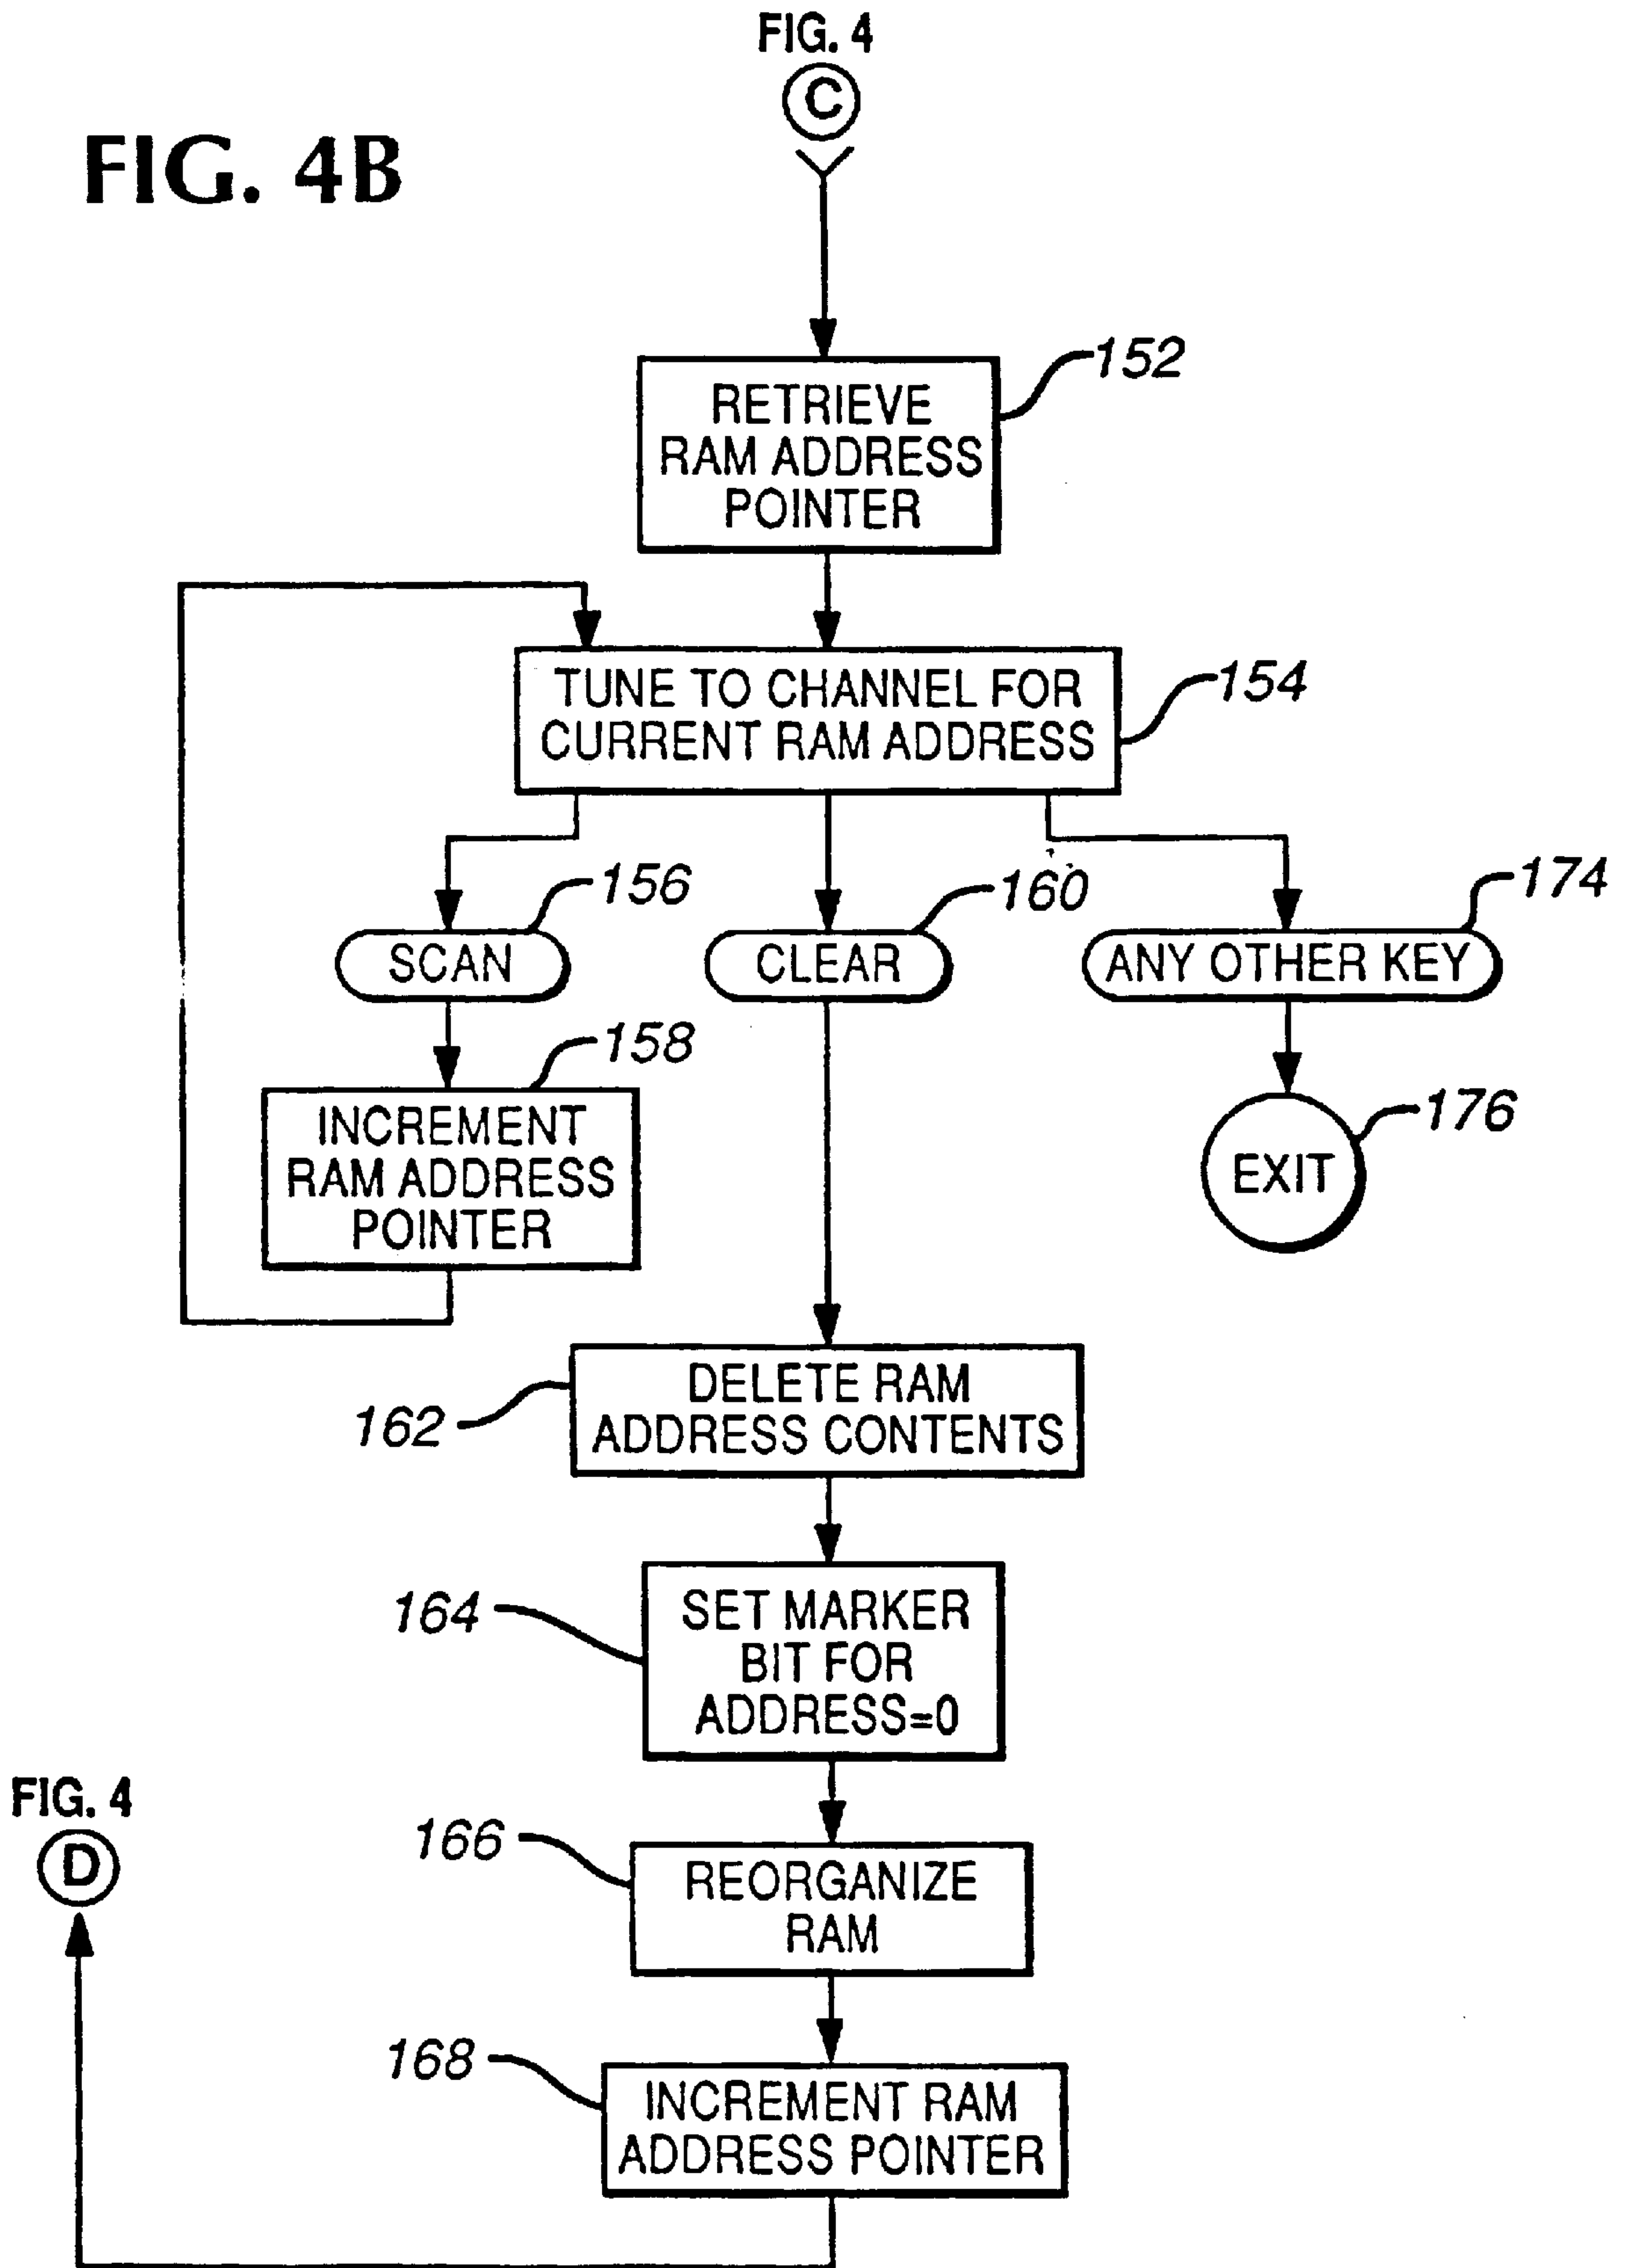 FIG. 4
C
FIG. 4B
152
RETRIEVE
RAM ADDRESS
POINTER
TUNE TO CHANNEL FOR
CURRENT RAM ADDRESS
154
156
160
174
SCAN
CLEAR
ANY OTHER KEY
158
INCREMENT
RAM ADDRESS
POINTER
176
EXIT
DELETE RAM
ADDRESS CONTENTS
162
164
SET MARKER
BIT FOR
ADDRESS=0
FIG. 4
D
166
REORGANIZE
RAM
168
INCREMENT RAM
ADDRESS POINTER